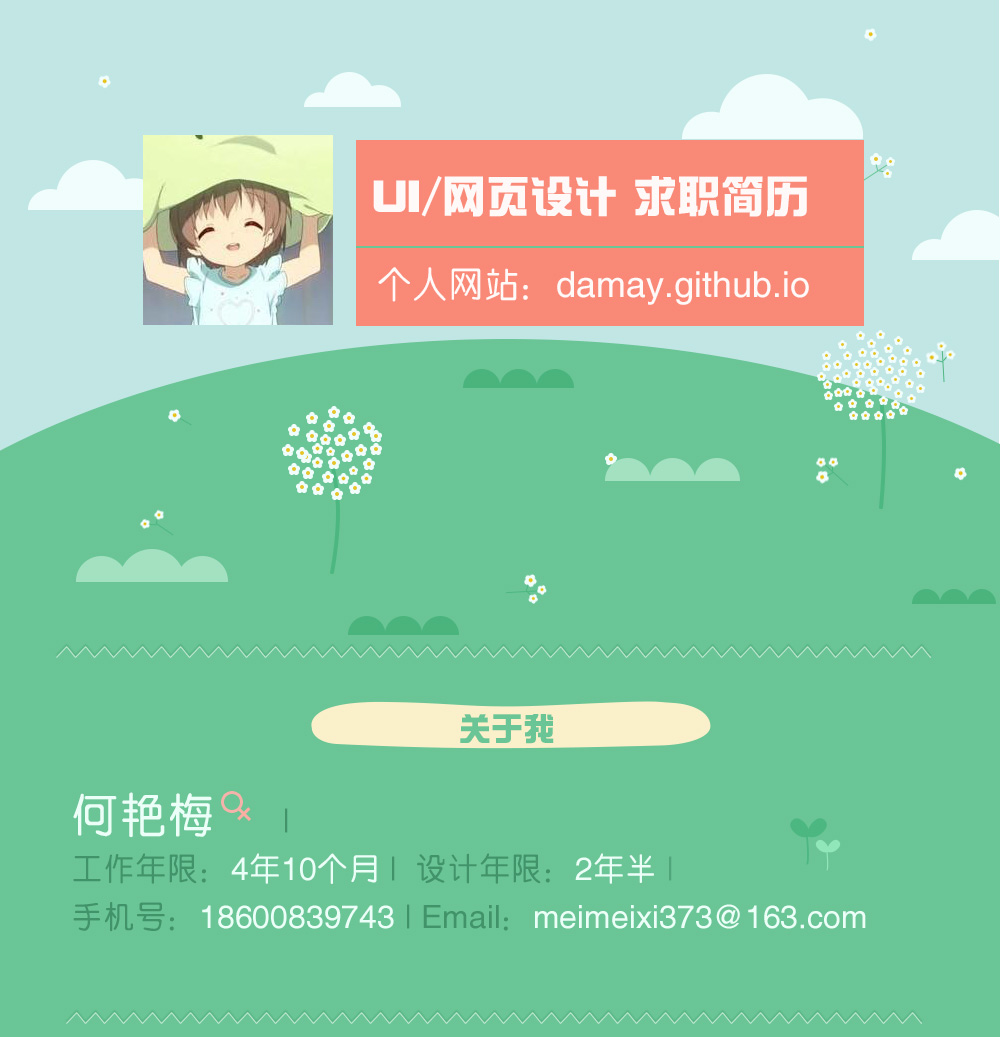 UI/网页设计 求职简历
个人网站：damay.github.io
关于我
何艳梅 |
工作年限：4年10个月 | 设计年限：2年半 |
手机号：18600839743 | Email：meimeixi373@163.com